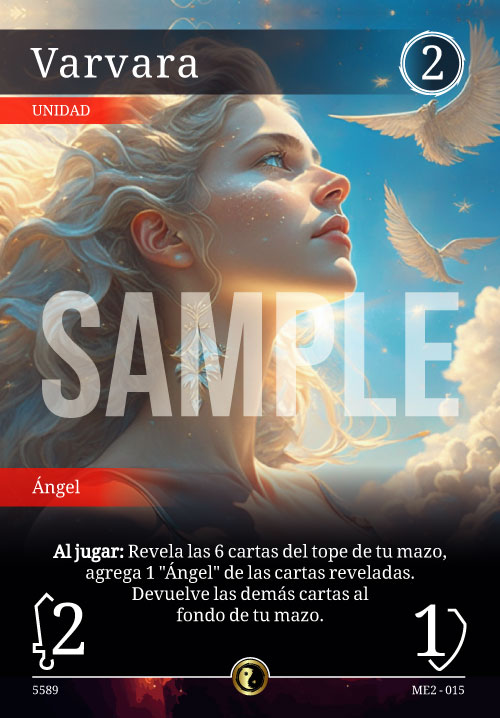 Varvara
2
UNIDAD
SAMPLE
Ángel
Al jugar: Revela las 6 cartas del tope de tu mazo,
agrega 1 "Ángel" de las cartas reveladas.
Devuelve las demás cartas al
fondo de tu mazo.
2
1
5589
ME2 - 015